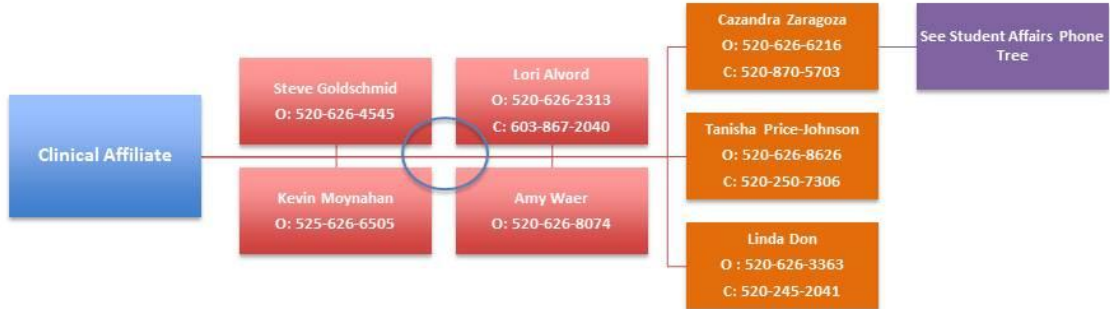 Clinical Affiliate
Steve Goldschmid
O: 520-626-4545
Kevin Moynahan
O: 525-626-6505
Lori Alvord
O: 520-626-2313
C: 603-867-2040
Amy Waer
O: 520-626-8074
Cazandra Zaragoza
O: 520-626-6216
C: 520-870-5703
Tanisha Price-Johnson
O: 520-626-8626
C: 520-250-7306
Linda Don
O : 520-626-3363
C: 520-245-2041
See Student Affairs Phone
Tree